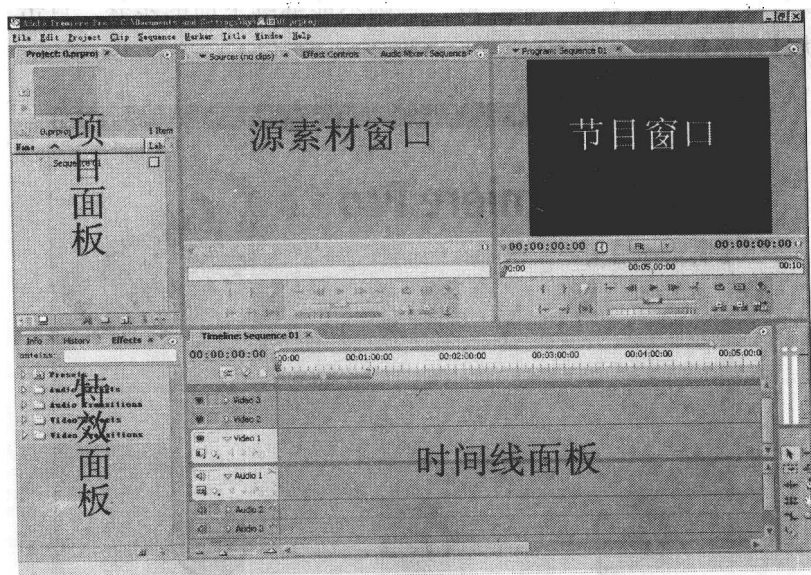 File Edit Project Clip Sequence Marker Title Window Help
Project: 0.prproj
Source: (no clips) Effect Controls Audio Mixer: Sequence
Program: Sequence 01
0.prproj
1 Item
Name
Lab
Sequence 01
项目面板
源素材窗口
节目窗口
00:00:00:00
Fit
00:00:00:00
00:00
00:05:00:00
00:10
Info History Effects
Presets
Audio Effects
Audio Transitions
Video Effects
Video Transitions
特效面板
Timeline: Sequence 01
00:00:00:00
00:00 00:01:00:00 00:02:00:00 00:03:00:00 00:04:00:00 00:05:00:0
Video 3
Video 2
Video 1
Audio 1
Audio 2
Audio 3
时间线面板